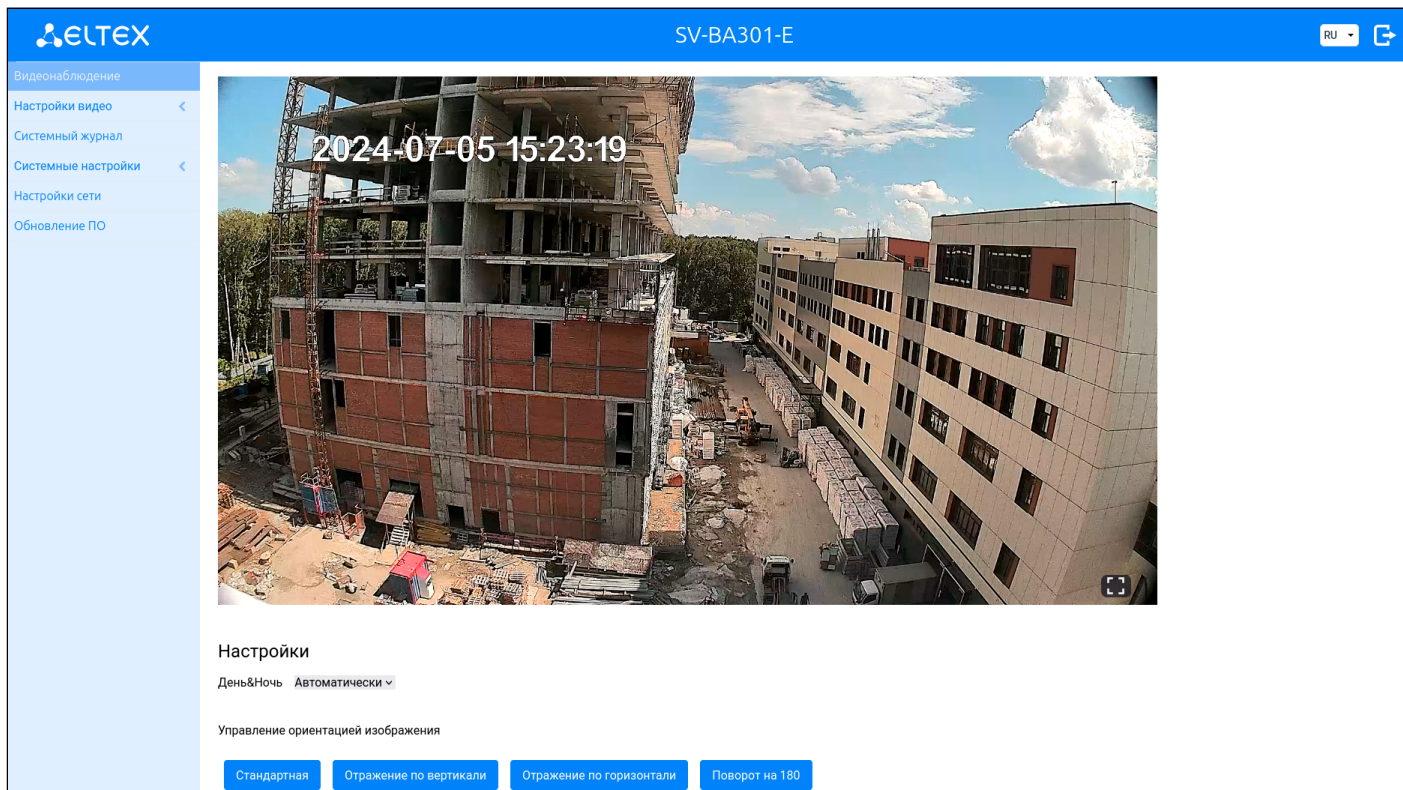 ELTEX
SV-BA301-E
RU
Видеонаблюдение
Настройки видео
Системный журнал
Системные настройки
Настройки сети
Обновление ПО
2024-07-05 15:23:19
Настройки
День&Ночь Автоматически
Управление ориентацией изображения
Стандартная Отражение по вертикали Отражение по горизонтали Поворот на 180